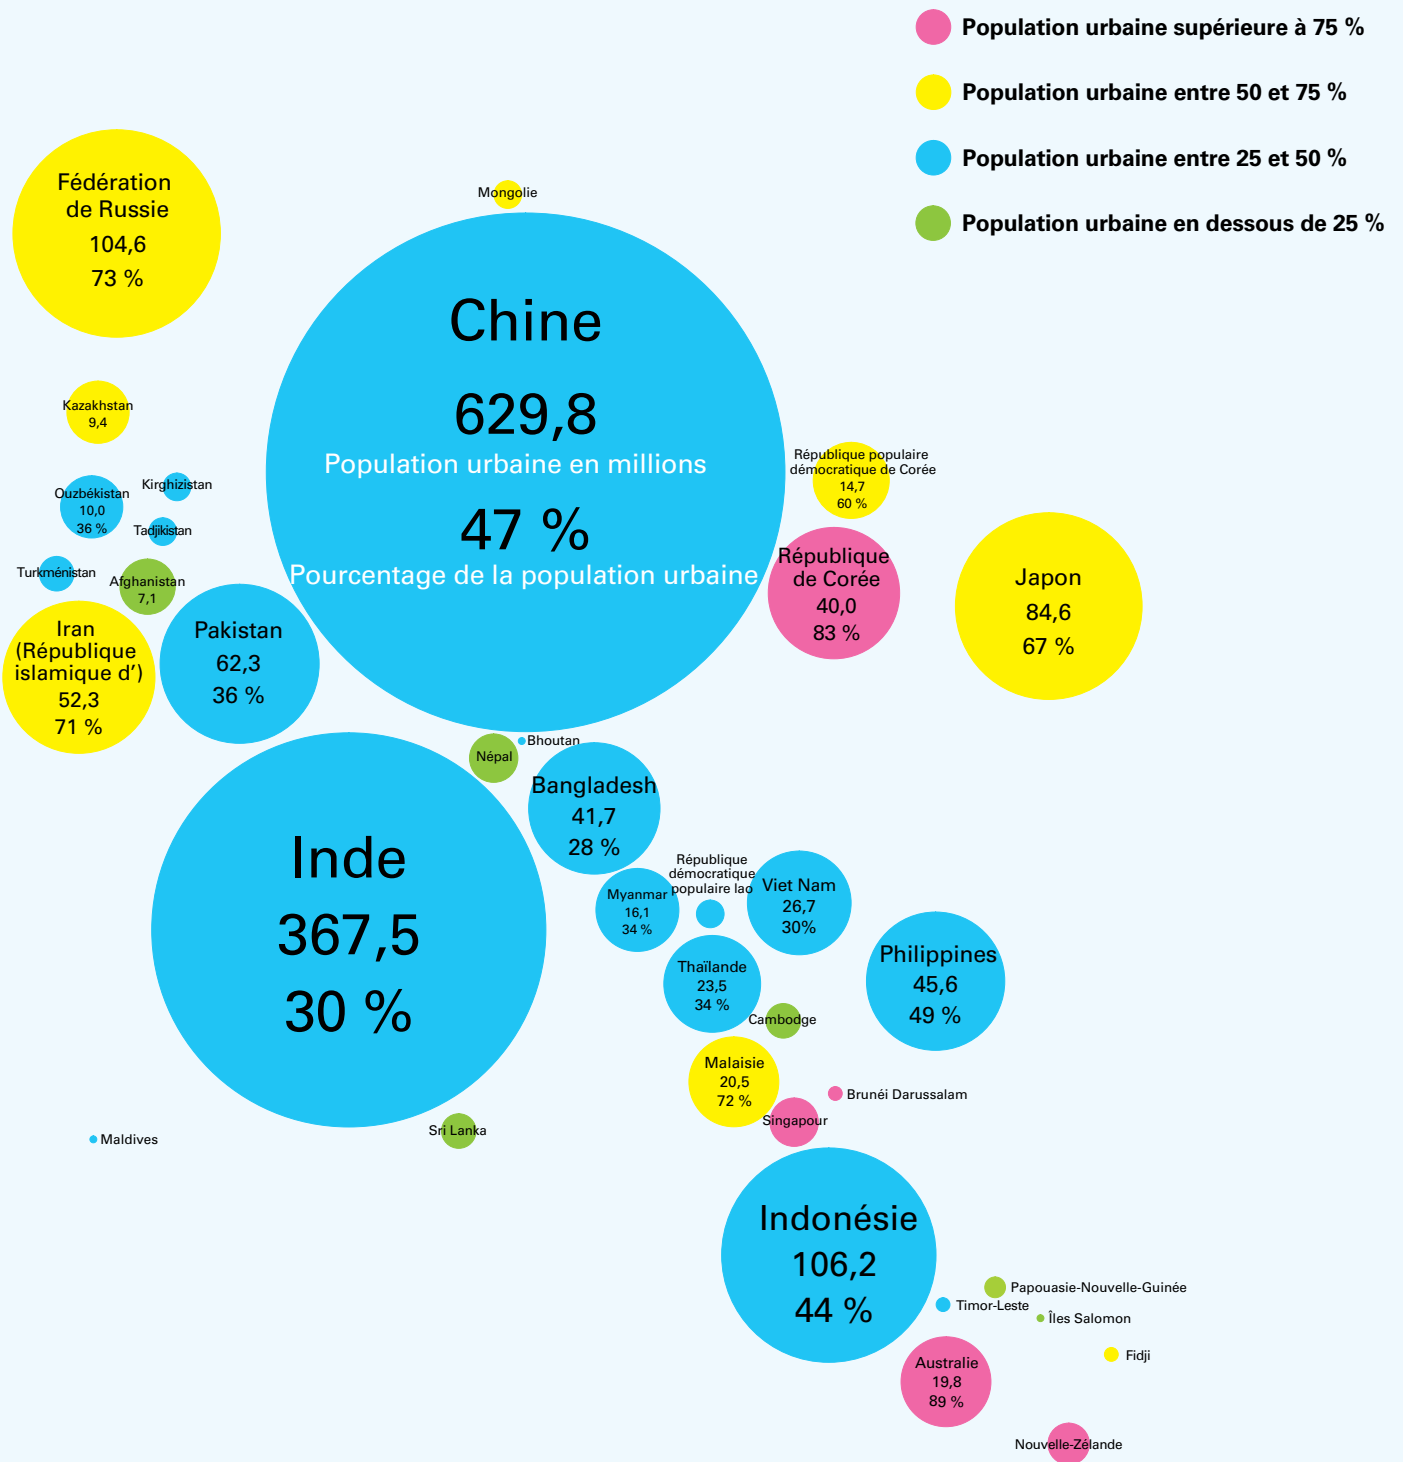 Population urbaine supérieure à 75 %
Population urbaine entre 50 et 75 %
Population urbaine entre 25 et 50 %
Population urbaine en dessous de 25 %
Fédération
de Russie
104,6
73 %
Mongolie
Chine
629,8
Population urbaine en millions
47 %
Pourcentage de la population urbaine
Kazakhstan
9,4
Ouzbékistan
10,0
36 %
Kirghizistan
Tadjikistan
Turkménistan
Afghanistan
7,1
République populaire
démocratique de Corée
14,7
60 %
République
de Corée
40,0
83 %
Japon
84,6
67 %
Iran
(République
islamique d’)
52,3
71 %
Pakistan
62,3
36 %
Népal
Bhoutan
Bangladesh
41,7
28 %
Inde
367,5
30 %
Myanmar
16,1
34 %
République
démocratique
populaire lao
Viet Nam
26,7
30%
Thaïlande
23,5
34 %
Philippines
45,6
49 %
Cambodge
Malaisie
20,5
72 %
Brunéi Darussalam
Singapour
Sri Lanka
Maldives
Indonésie
106,2
44 %
Papouasie-Nouvelle-Guinée
Timor-Leste
Îles Salomon
Fidji
Australie
19,8
89 %
Nouvelle-Zélande